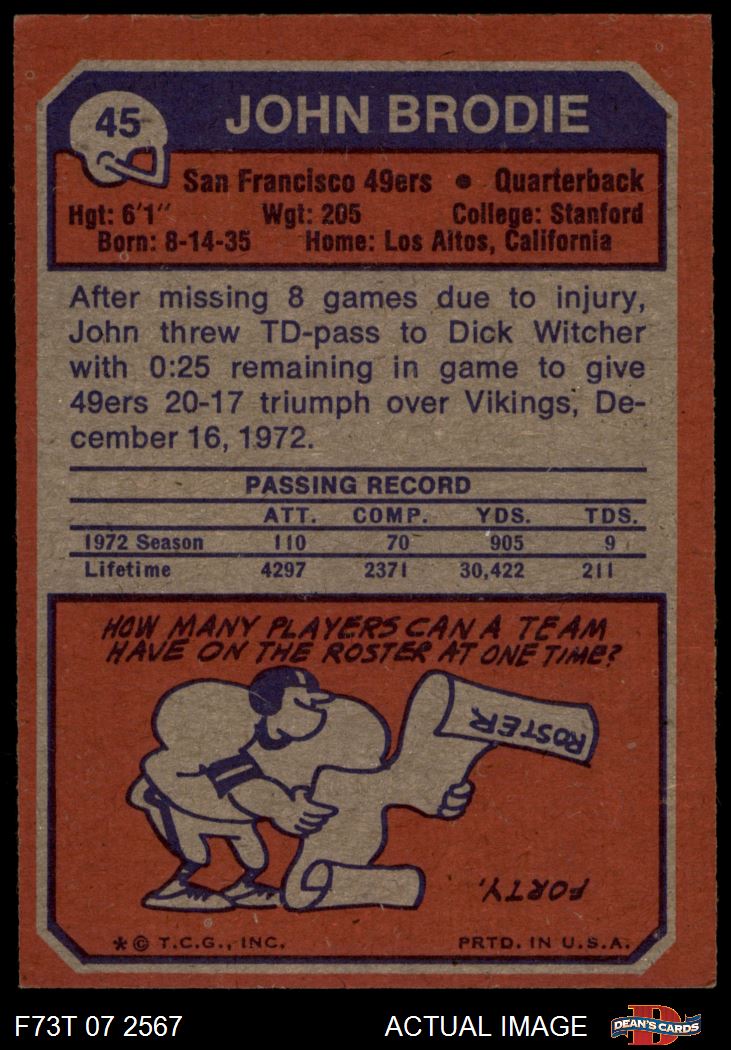 45
JOHN BRODIE
San Francisco 49ers • Quarterback
Hgt: 6'1" Wgt: 205 College: Stanford
Born: 8-14-35 Home: Los Altos, California
After missing 8 games due to injury,
John threw TD-pass to Dick Witcher
with 0:25 remaining in game to give
49ers 20-17 triumph over Vikings, De-
cember 16, 1972.
PASSING RECORD
ATT. COMP. YDS. TDS.
1972 Season 110 70 905 9
Lifetime 4297 2371 30,422 211
HOW MANY PLAYERS CAN A TEAM
HAVE ON THE ROSTER AT ONE TIME?
ROSTER
FORTY.
* © T.C.G., INC. PRTD. IN U.S.A.
F73T 07 2567 ACTUAL IMAGE
D
DEAN'S CARDS